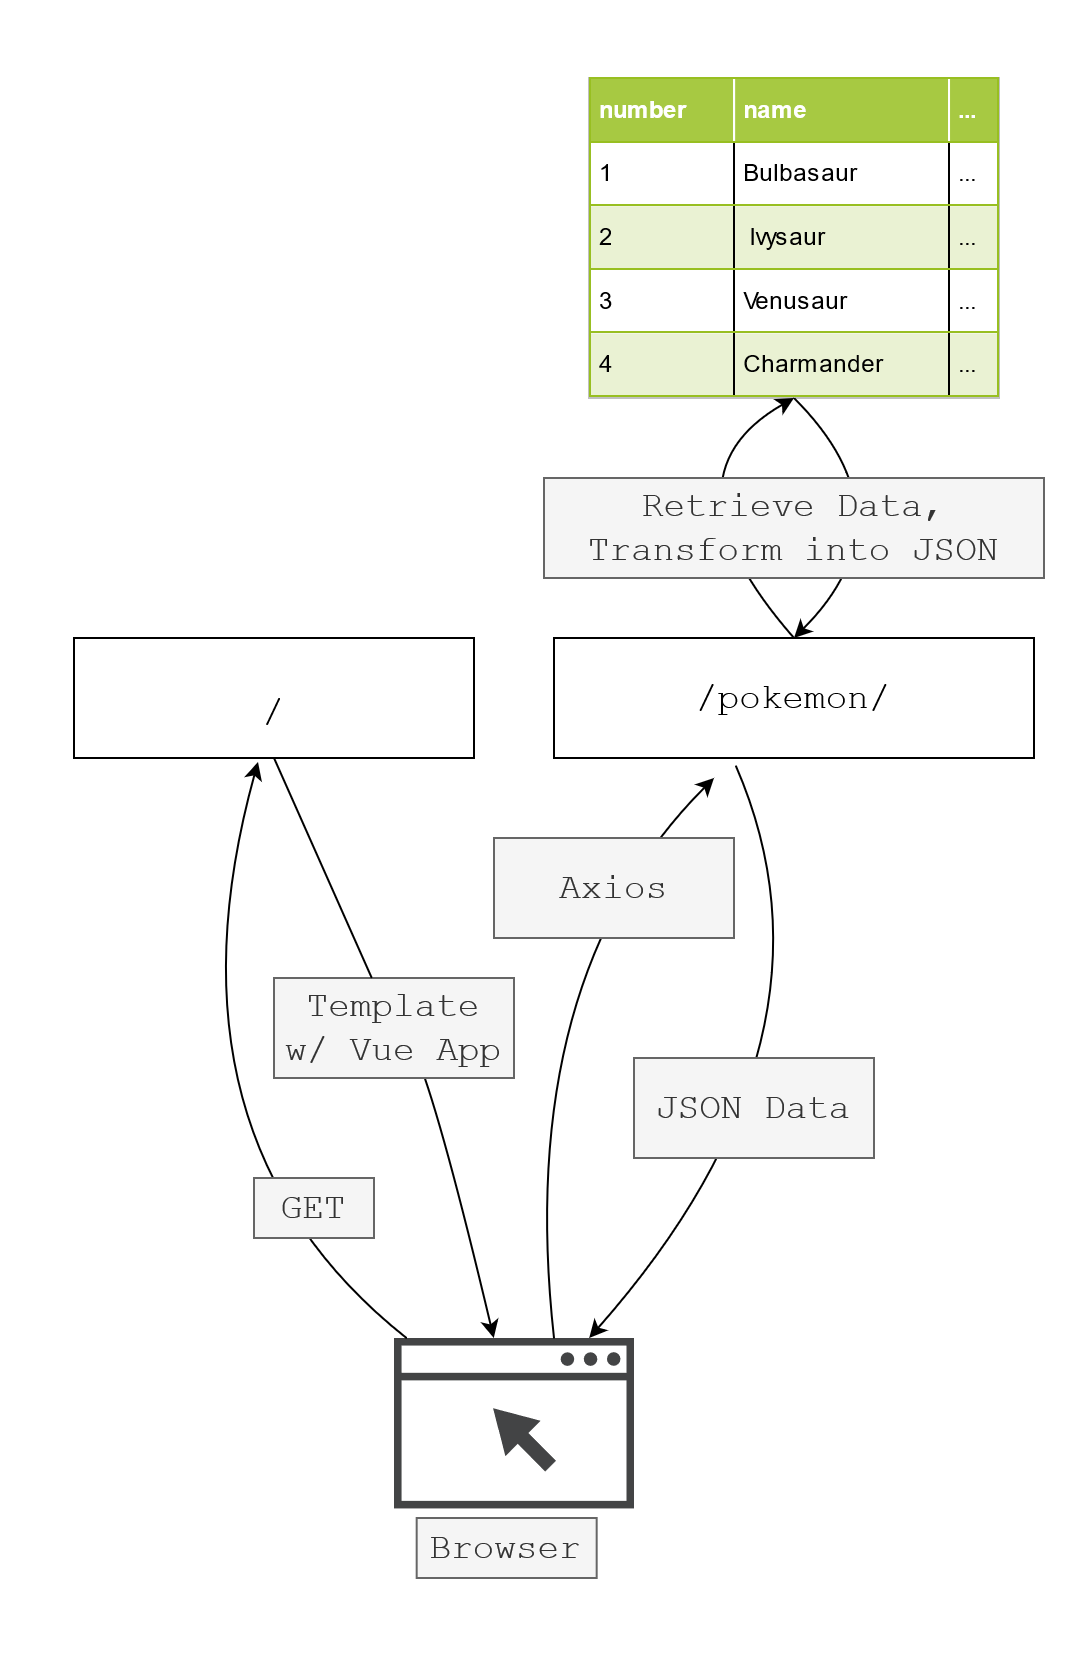 number name ...
1 Bulbasaur ...
2 Ivysaur ...
3 Venusaur ...
4 Charmander ...
Retrieve Data,
Transform into JSON
/
/pokemon/
Axios
Template
w/ Vue App
JSON Data
GET
Browser